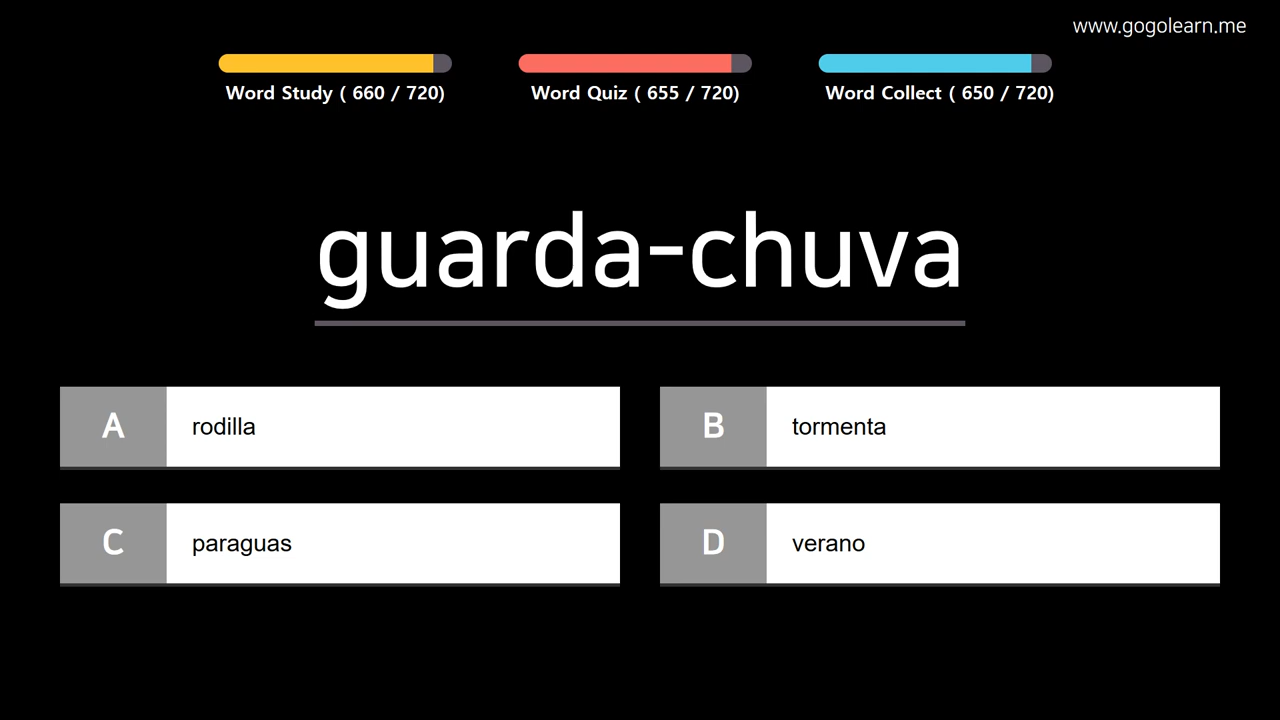 www.gogolearn.me
Word Study ( 660 / 720)
Word Quiz ( 655 / 720)
Word Collect ( 650 / 720)
guarda-chuva
A rodilla
B tormenta
C paraguas
D verano